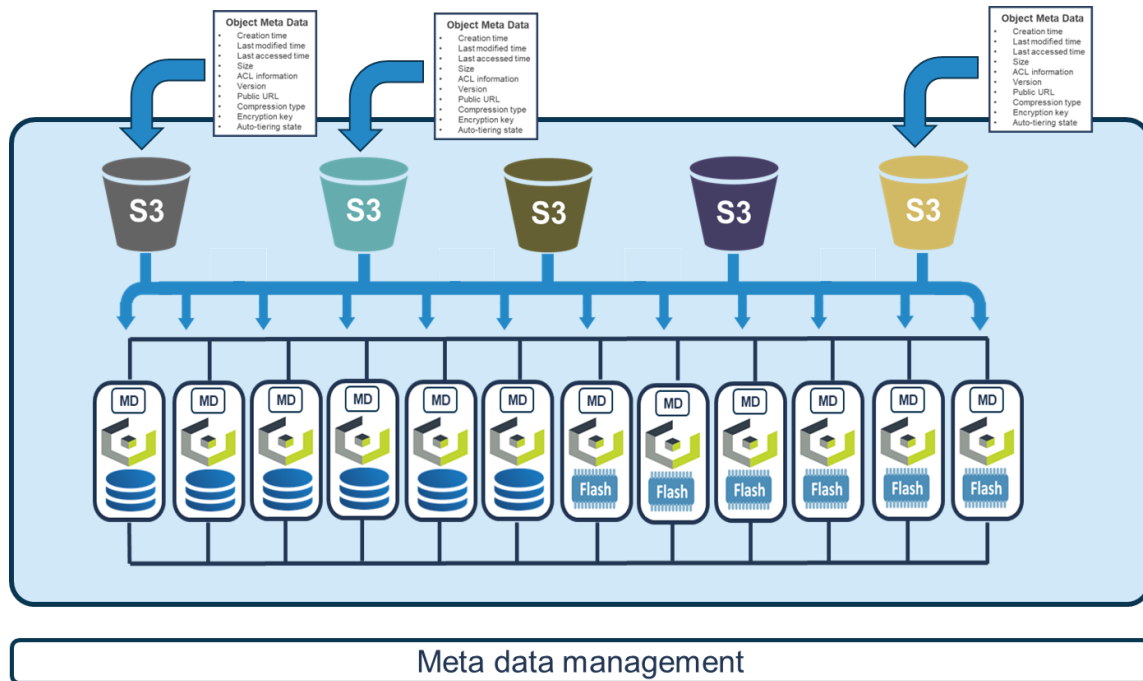 Object Meta Data
• Creation time
• Last modified time
• Last accessed time
• Size
• ACL information
• Version
• Public URL
• Compression type
• Encryption key
• Auto-tiering state
Object Meta Data
• Creation time
• Last modified time
• Last accessed time
• Size
• ACL information
• Version
• Public URL
• Compression type
• Encryption key
• Auto-tiering state
Object Meta Data
• Creation time
• Last modified time
• Last accessed time
• Size
• ACL information
• Version
• Public URL
• Compression type
• Encryption key
• Auto-tiering state
S3 S3 S3 S3 S3
MD MD MD MD MD MD MD MD MD MD MD MD
Flash Flash Flash Flash Flash Flash
Meta data management